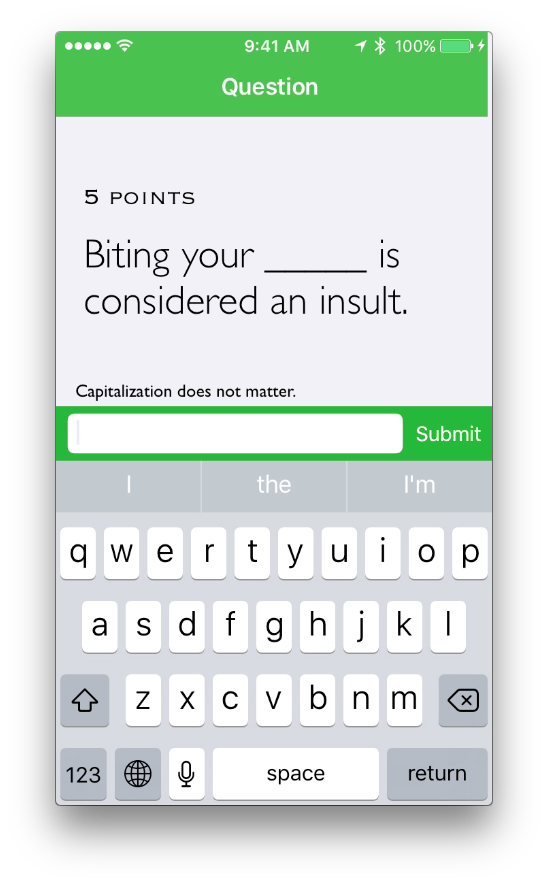 9:41 AM 100%
Question
5 POINTS
Biting your _____ is
considered an insult.
Capitalization does not matter.
Submit
I the I'm
q w e r t y u i o p
a s d f g h j k l
z x c v b n m
123 space return